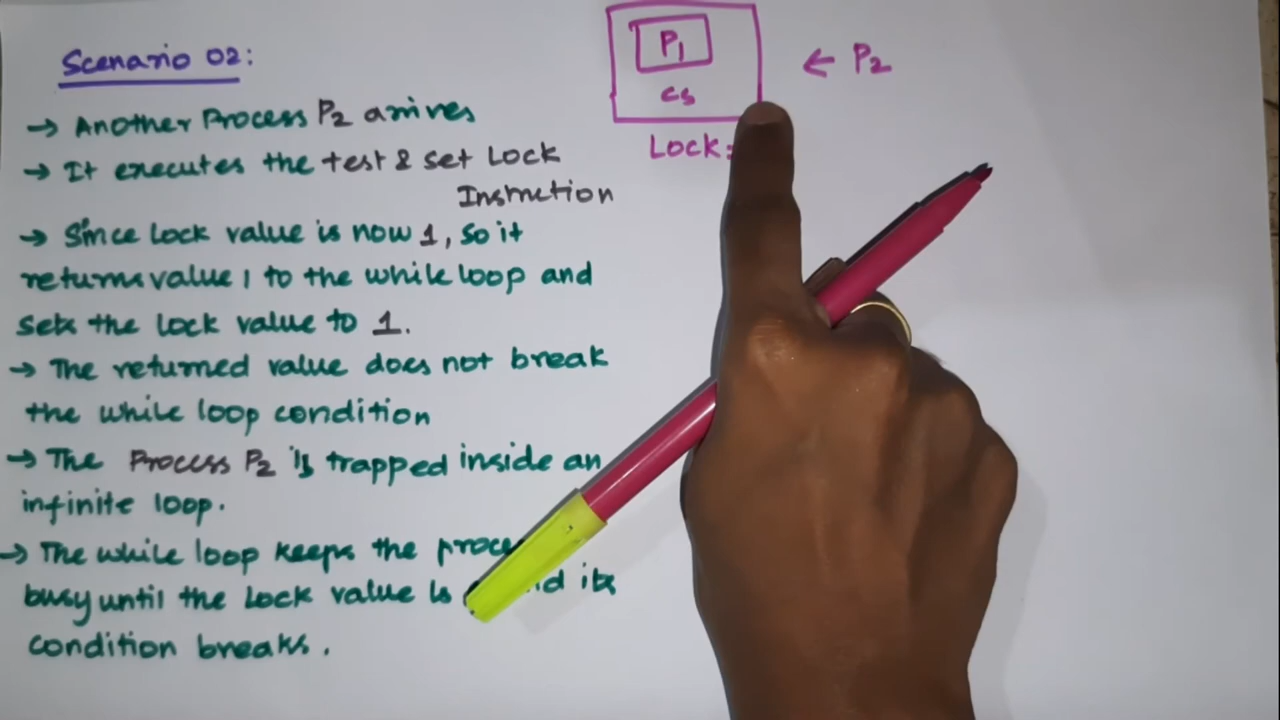 Scenario 02:
→ Another Process P2 arrives
→ It executes the test & set Lock
Instruction
→ Since lock value is now 1, so it
returns value 1 to the while loop and
sets the lock value to 1.
→ The returned value does not break
the while loop condition
→ The Process P2 is trapped inside an
infinite loop.
→ The while loop keeps the
busy until the Lock value is its
condition breaks.
P1
CS
Lock:
← P2